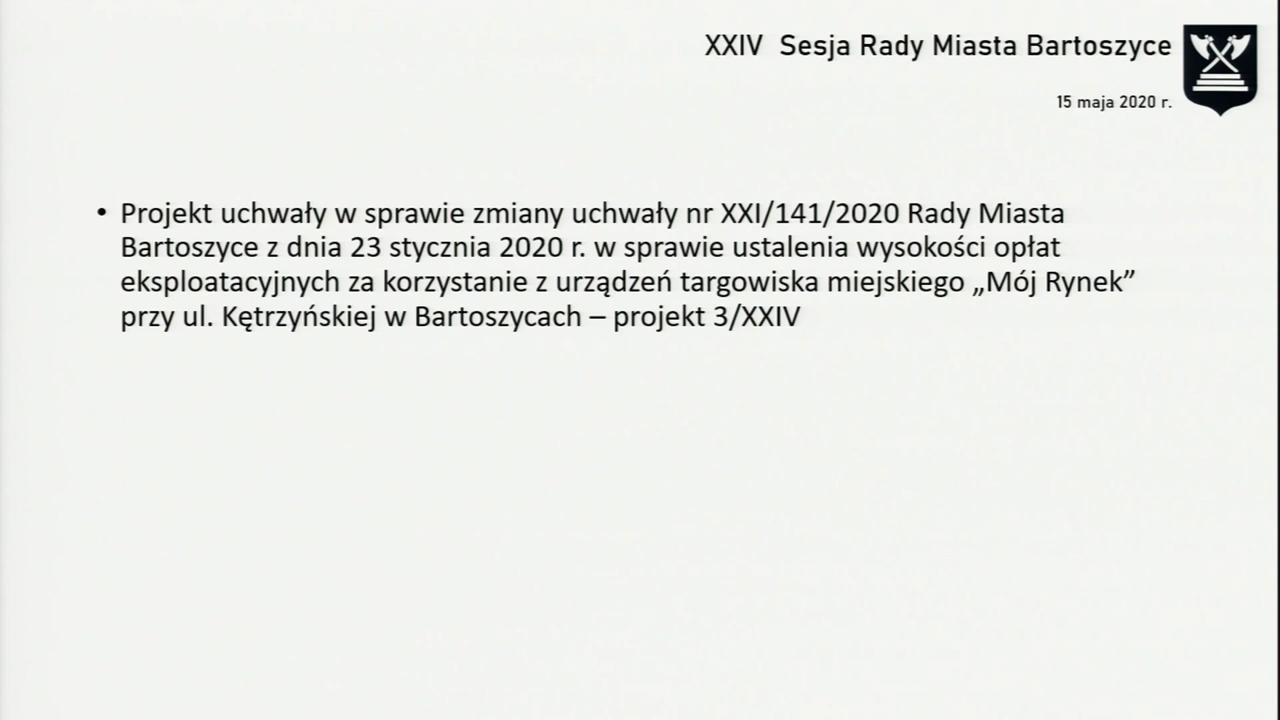 XXIV Sesja Rady Miasta Bartoszyce
15 maja 2020 r.
• Projekt uchwały w sprawie zmiany uchwały nr XXI/141/2020 Rady Miasta
Bartoszyce z dnia 23 stycznia 2020 r. w sprawie ustalenia wysokości opłat
eksploatacyjnych za korzystanie z urządzeń targowiska miejskiego „Mój Rynek”
przy ul. Kętrzyńskiej w Bartoszycach – projekt 3/XXIV